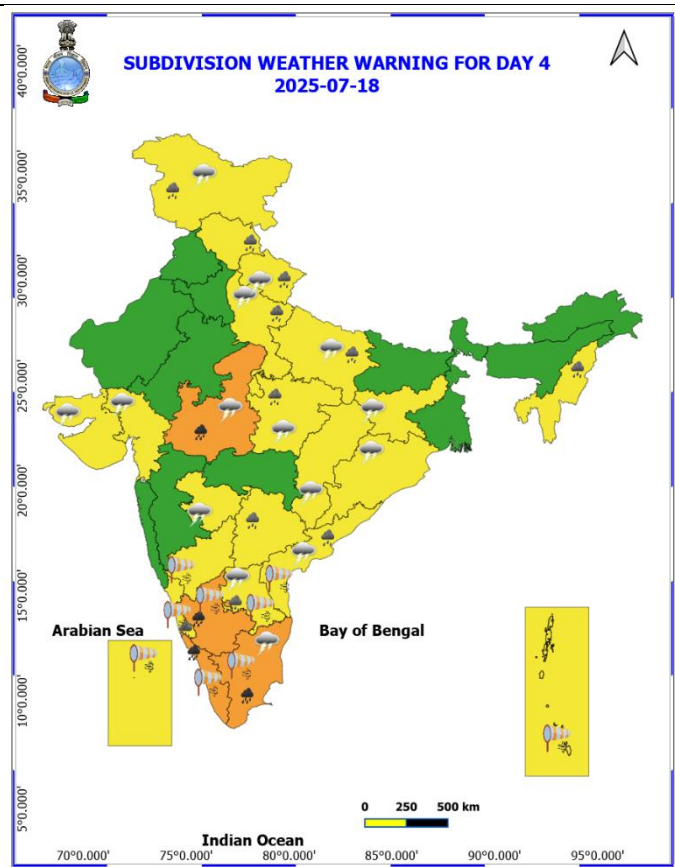 SUBDIVISION WEATHER WARNING FOR DAY 4
2025-07-18
40°0.000'
35°0.000'
30°0.000'
25°0.000'
20°0.000'
15°0.000'
10°0.000'
5°0.000'
Arabian Sea
Bay of Bengal
0 250 500 km
Indian Ocean
70°0.000' 75°0.000' 80°0.000' 85°0.000' 90°0.000' 95°0.000'